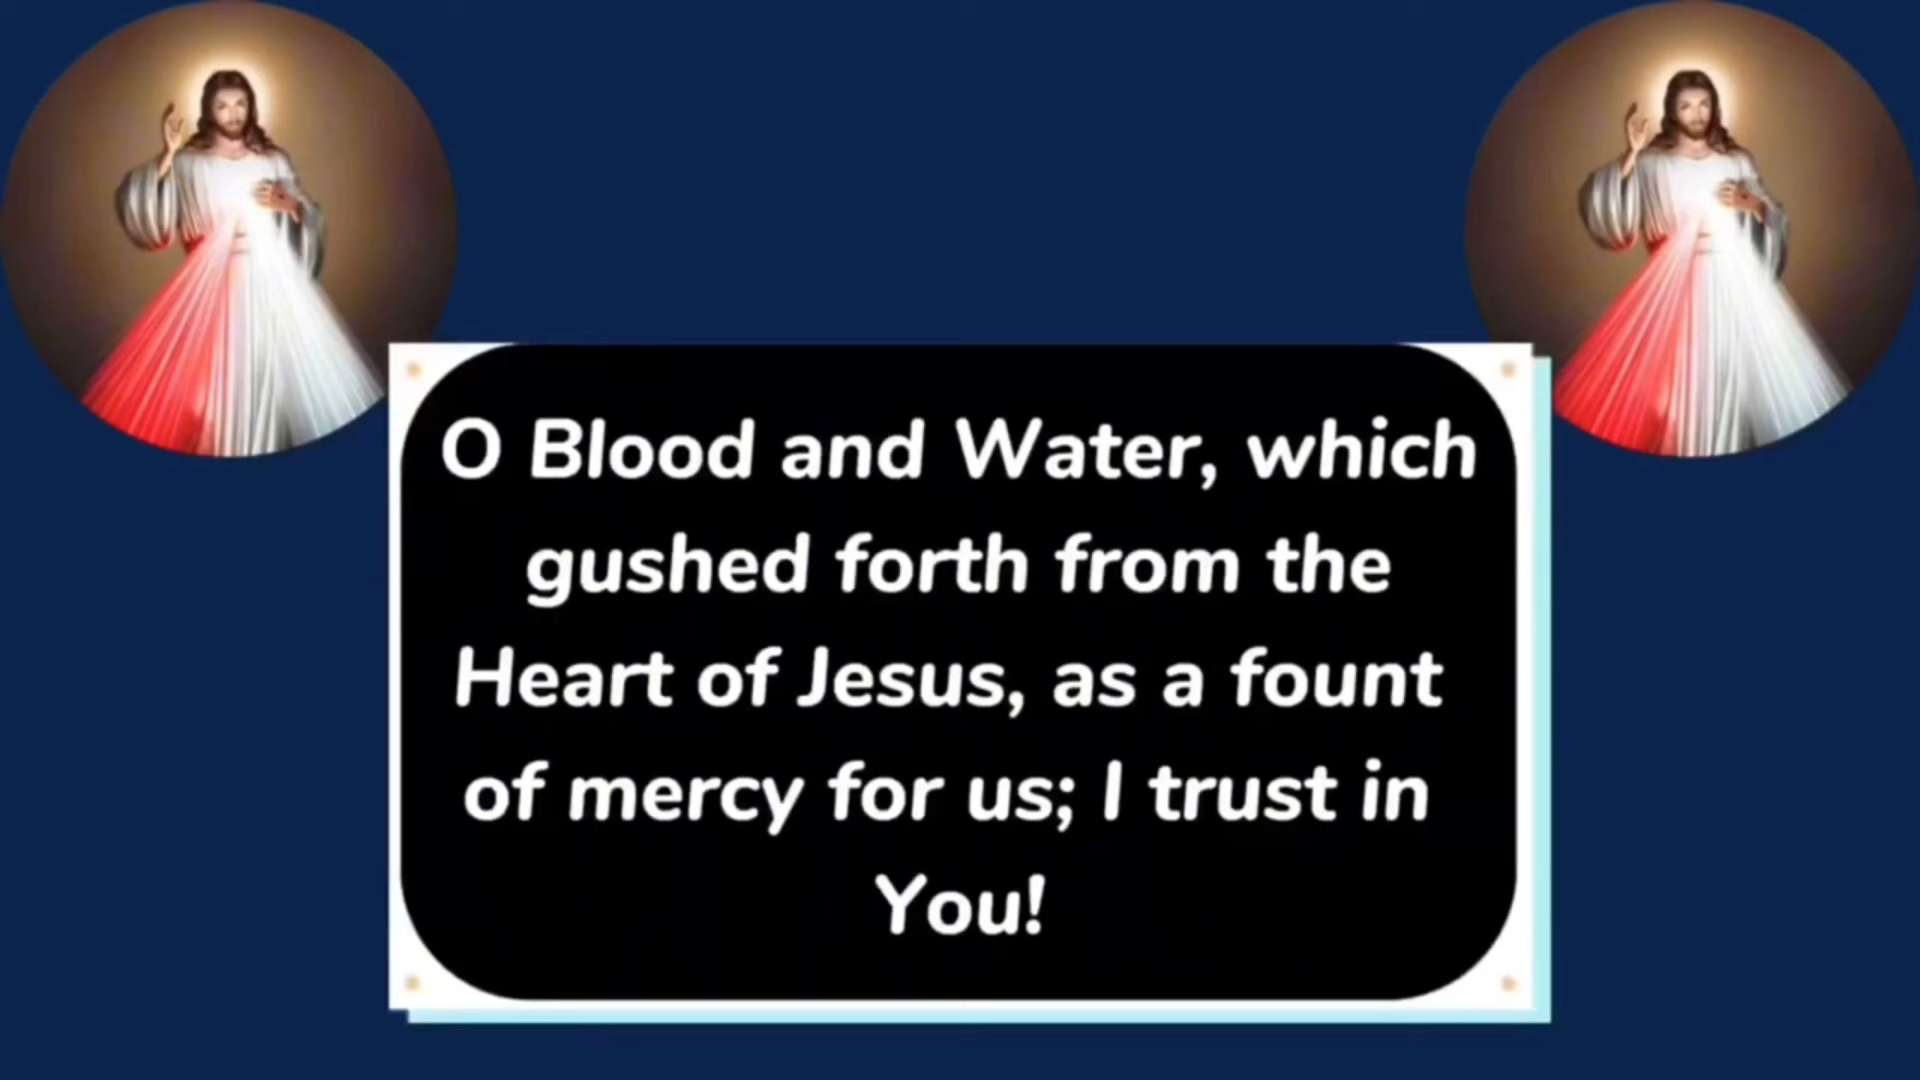 O Blood and Water, which
gushed forth from the
Heart of Jesus, as a fount
of mercy for us; I trust in
You!